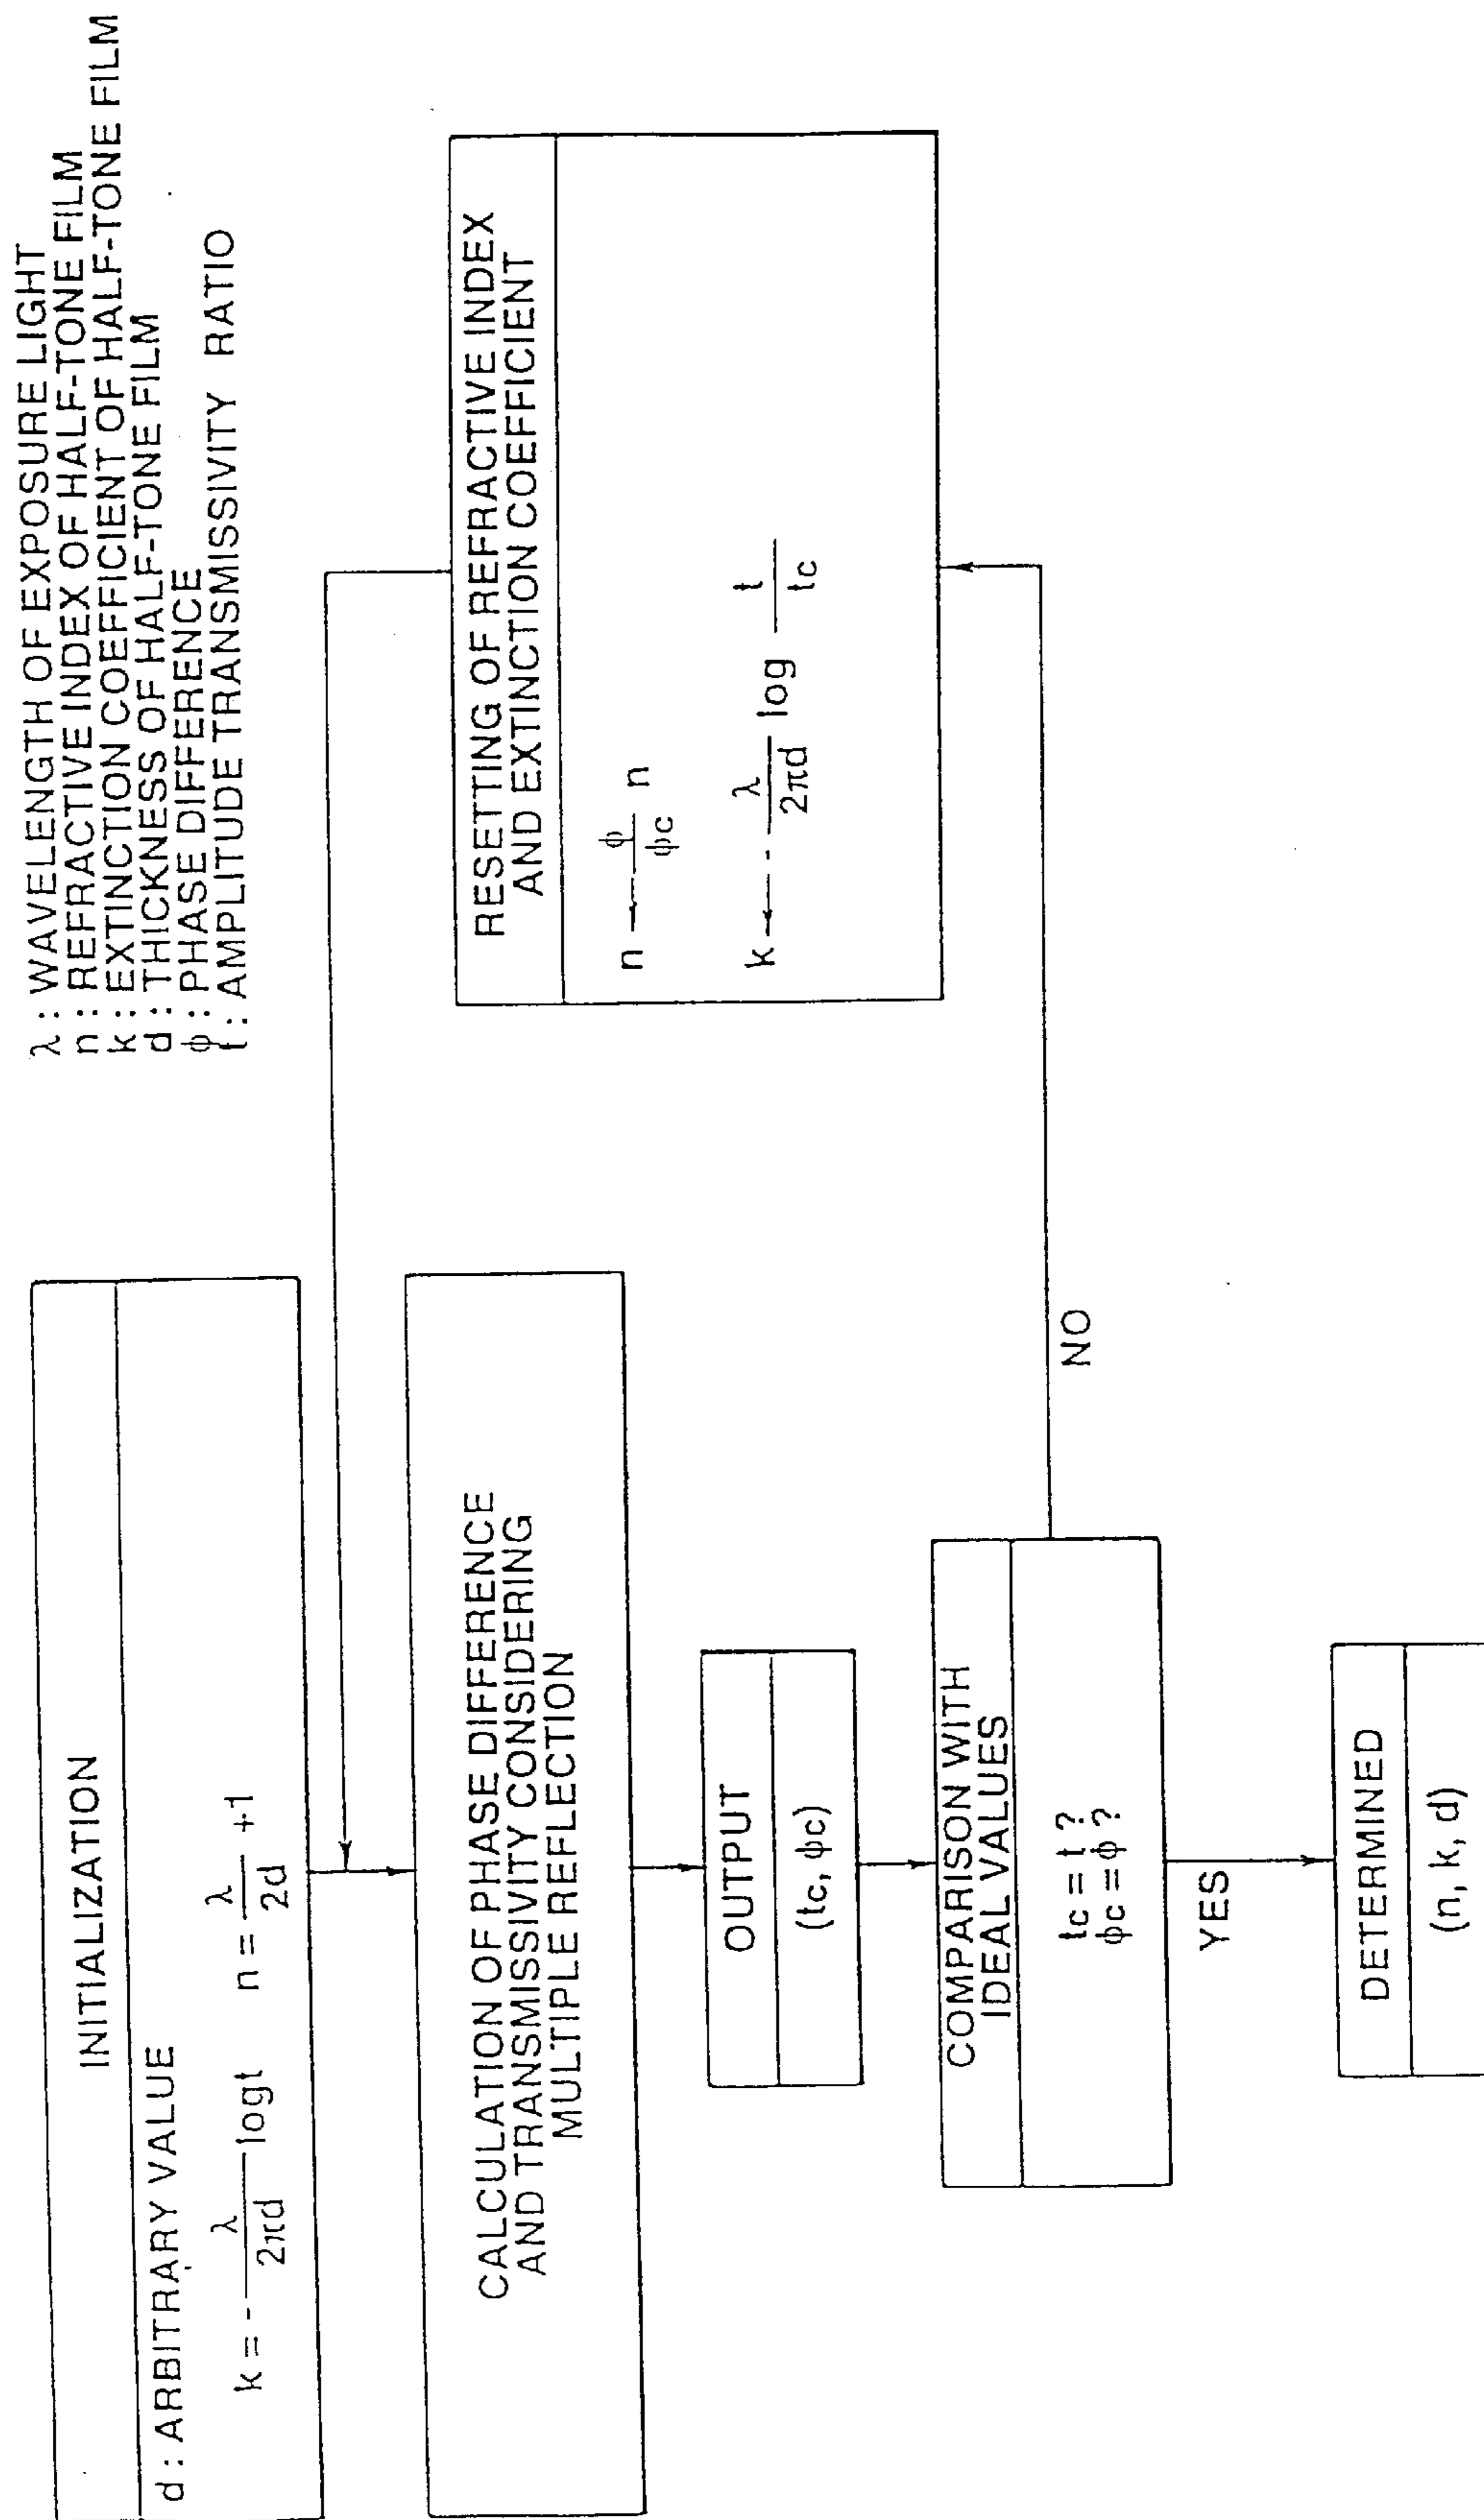 λ : WAVELENGTH OF EXPOSURE LIGHT
n : REFRACTIVE INDEX OF HALF-TONE FILM
k : EXTINCTION COEFFICIENT OF HALF-TONE FILM
d : THICKNESS OF HALF-TONE FILM
φ : PHASE DIFFERENCE
t : AMPLITUDE TRANSMISSIVITY RATIO
INITIALIZATION
d : ARBITRARY VALUE
k = - λ/2πd logt n = λ/2d +1
CALCULATION OF PHASE DIFFERENCE
AND TRANSMISSIVITY CONSIDERING
MULTIPLE REFLECTION
OUTPUT
(tc, φc)
COMPARISON WITH
IDEAL VALUES
tc = t ?
φc = φ ?
YES
NO
DETERMINED
(n, k, d)
RESETTING OF REFRACTIVE INDEX
AND EXTINCTION COEFFICIENT
n ← φ/φc n
k ← - λ/2πd log t/tc